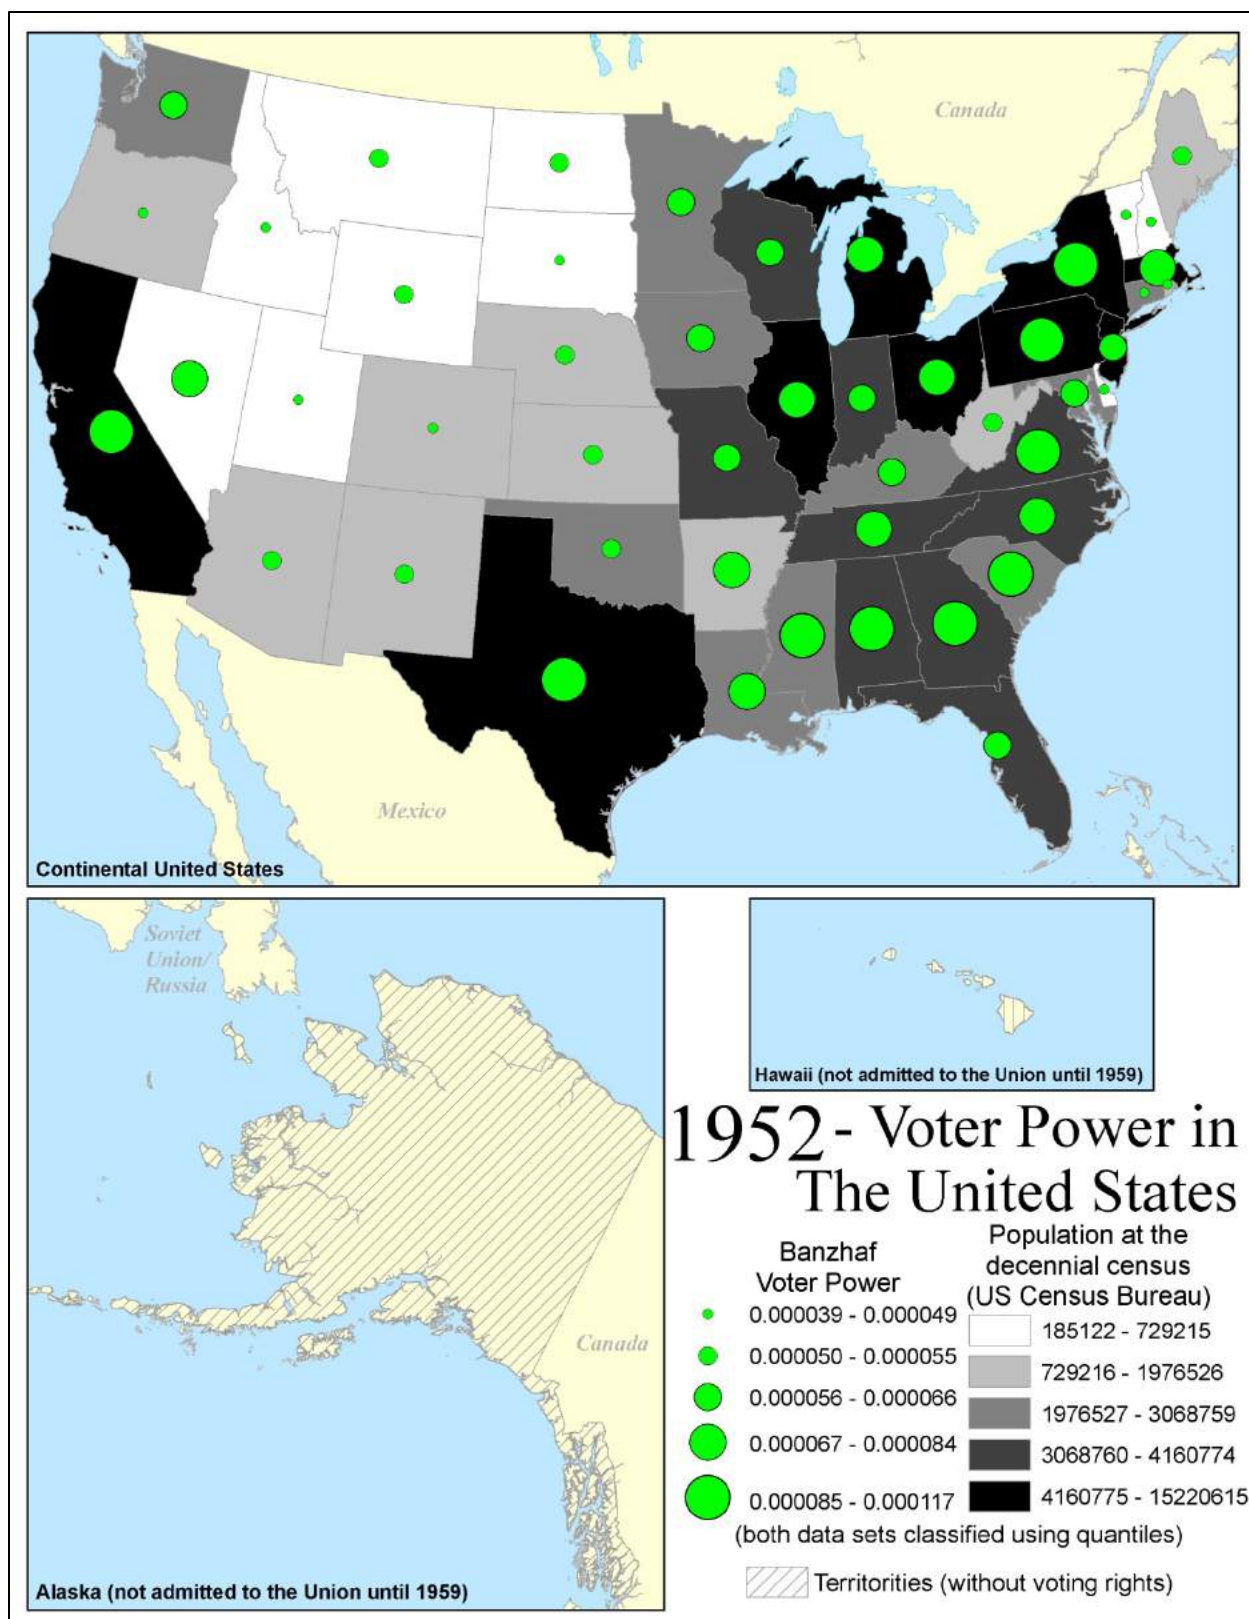 Canada
Mexico
Continental United States
Soviet
Union/
Russia
Canada
Alaska (not admitted to the Union until 1959)
Hawaii (not admitted to the Union until 1959)
1952 - Voter Power in
The United States
Banzhaf
Voter Power
0.000039 - 0.000049
0.000050 - 0.000055
0.000056 - 0.000066
0.000067 - 0.000084
0.000085 - 0.000117
Population at the
decennial census
(US Census Bureau)
185122 - 729215
729216 - 1976526
1976527 - 3068759
3068760 - 4160774
4160775 - 15220615
(both data sets classified using quantiles)
Territorities (without voting rights)